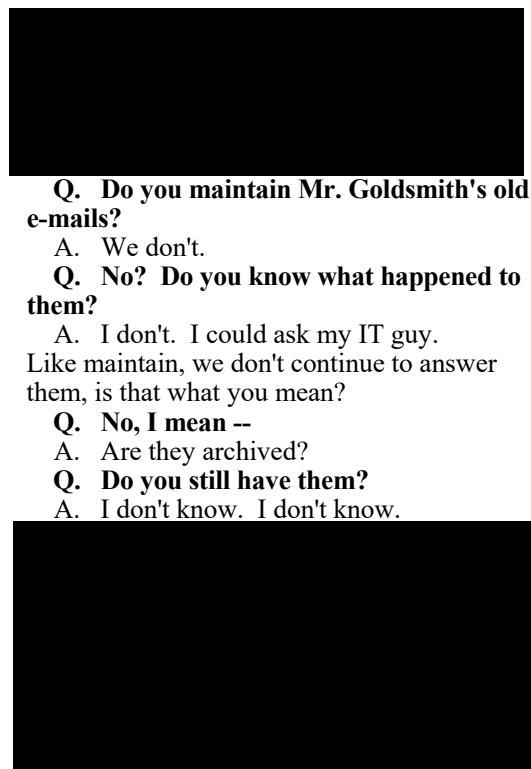 Q. Do you maintain Mr. Goldsmith's old
e-mails?
A. We don't.
Q. No? Do you know what happened to
them?
A. I don't. I could ask my IT guy.
Like maintain, we don't continue to answer
them, is that what you mean?
Q. No, I mean --
A. Are they archived?
Q. Do you still have them?
A. I don't know. I don't know.